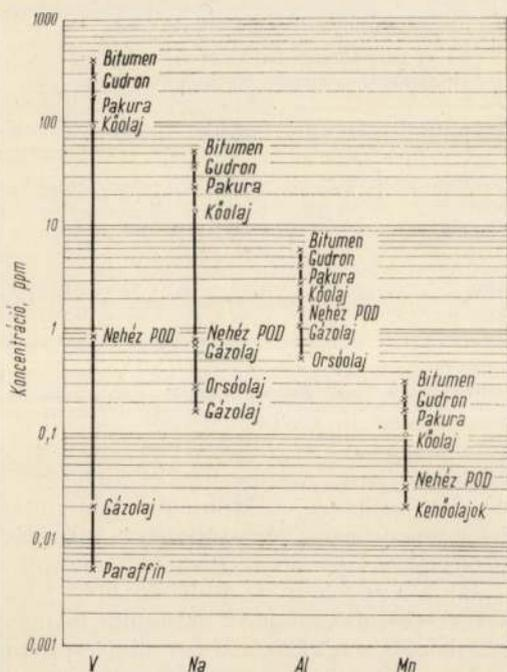 Koncentráció, ppm
1000
100
10
1
0,1
0,01
0,001
Bitumen
Gudron
Pakura
Kőolaj
Nehéz POD
Gázolaj
Paraffin
V
Bitumen
Gudron
Pakura
Kőolaj
Nehéz POD
Gázolaj
Orsóolaj
Gázolaj
Na
Bitumen
Gudron
Pakura
Kőolaj
Nehéz POD
Gázolaj
Orsóolaj
Al
Bitumen
Gudron
Pakura
Kőolaj
Nehéz POD
Kenőolajok
Mn